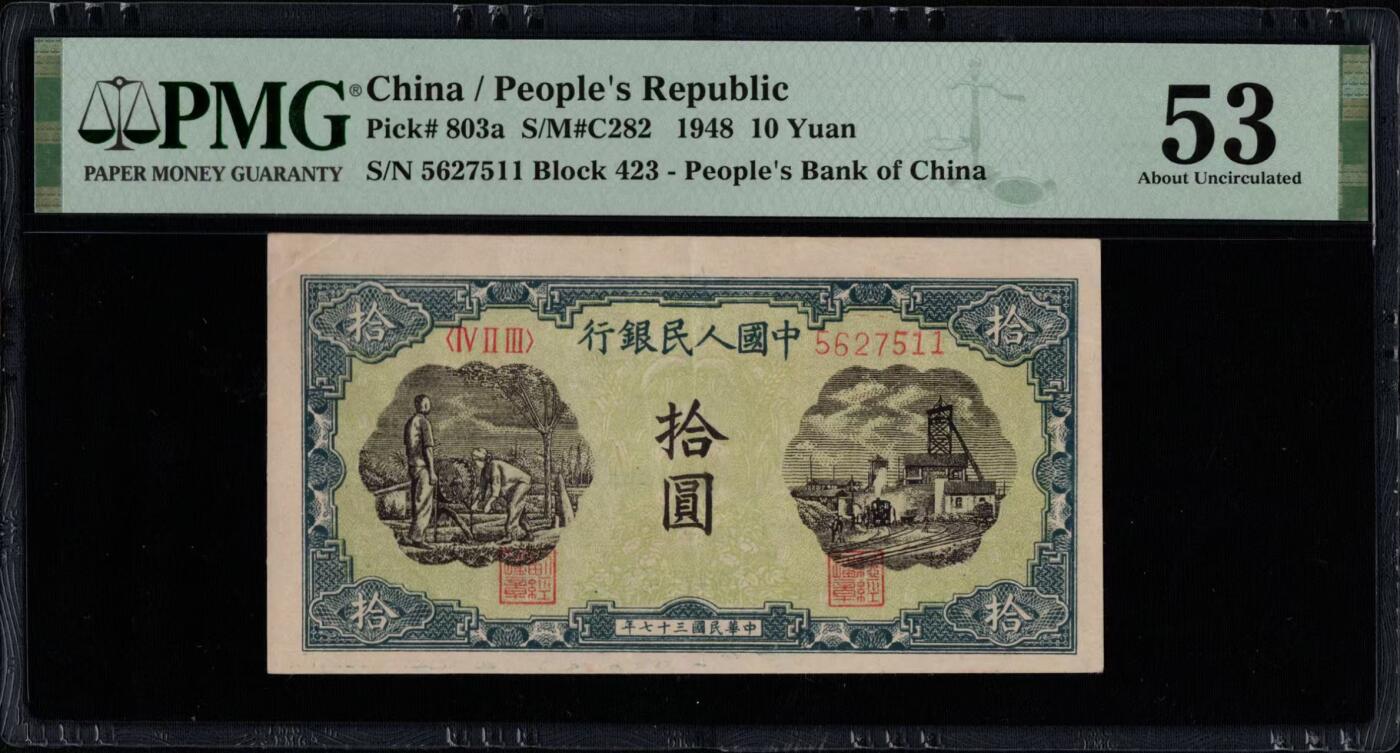 PMG®
PAPER MONEY GUARANTY
China / People's Republic
Pick# 803a S/M#C282 1948 10 Yuan
S/N 5627511 Block 423 - People's Bank of China
53
About Uncirculated
拾
拾
〈IV II III〉
行銀民人國中
5627511
拾
圓
拾
拾
年七十三國民華中